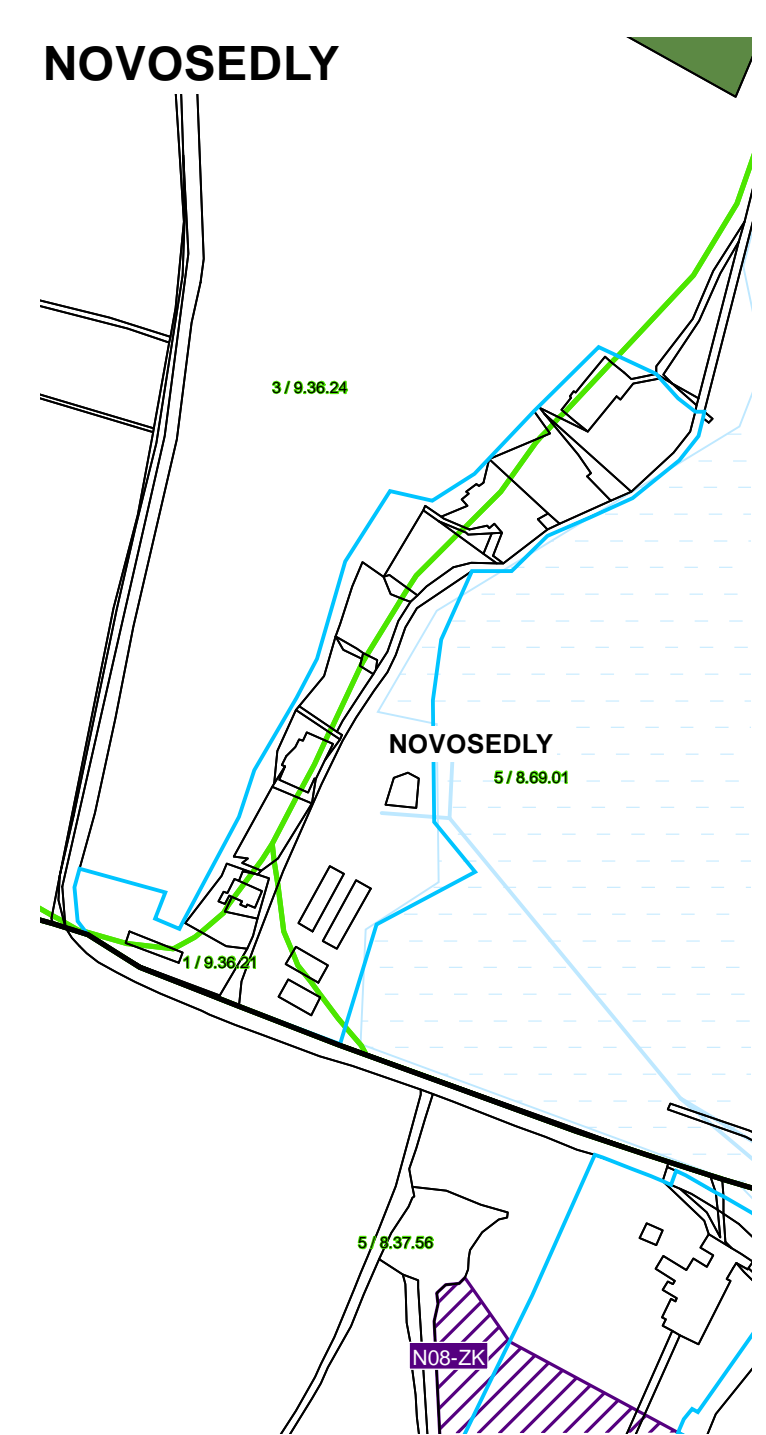 NOVOSEDLY
3 / 9.36.24
NOVOSEDLY
5 / 8.69.01
1 / 9.36.21
5 / 8.37.56
N08-ZK